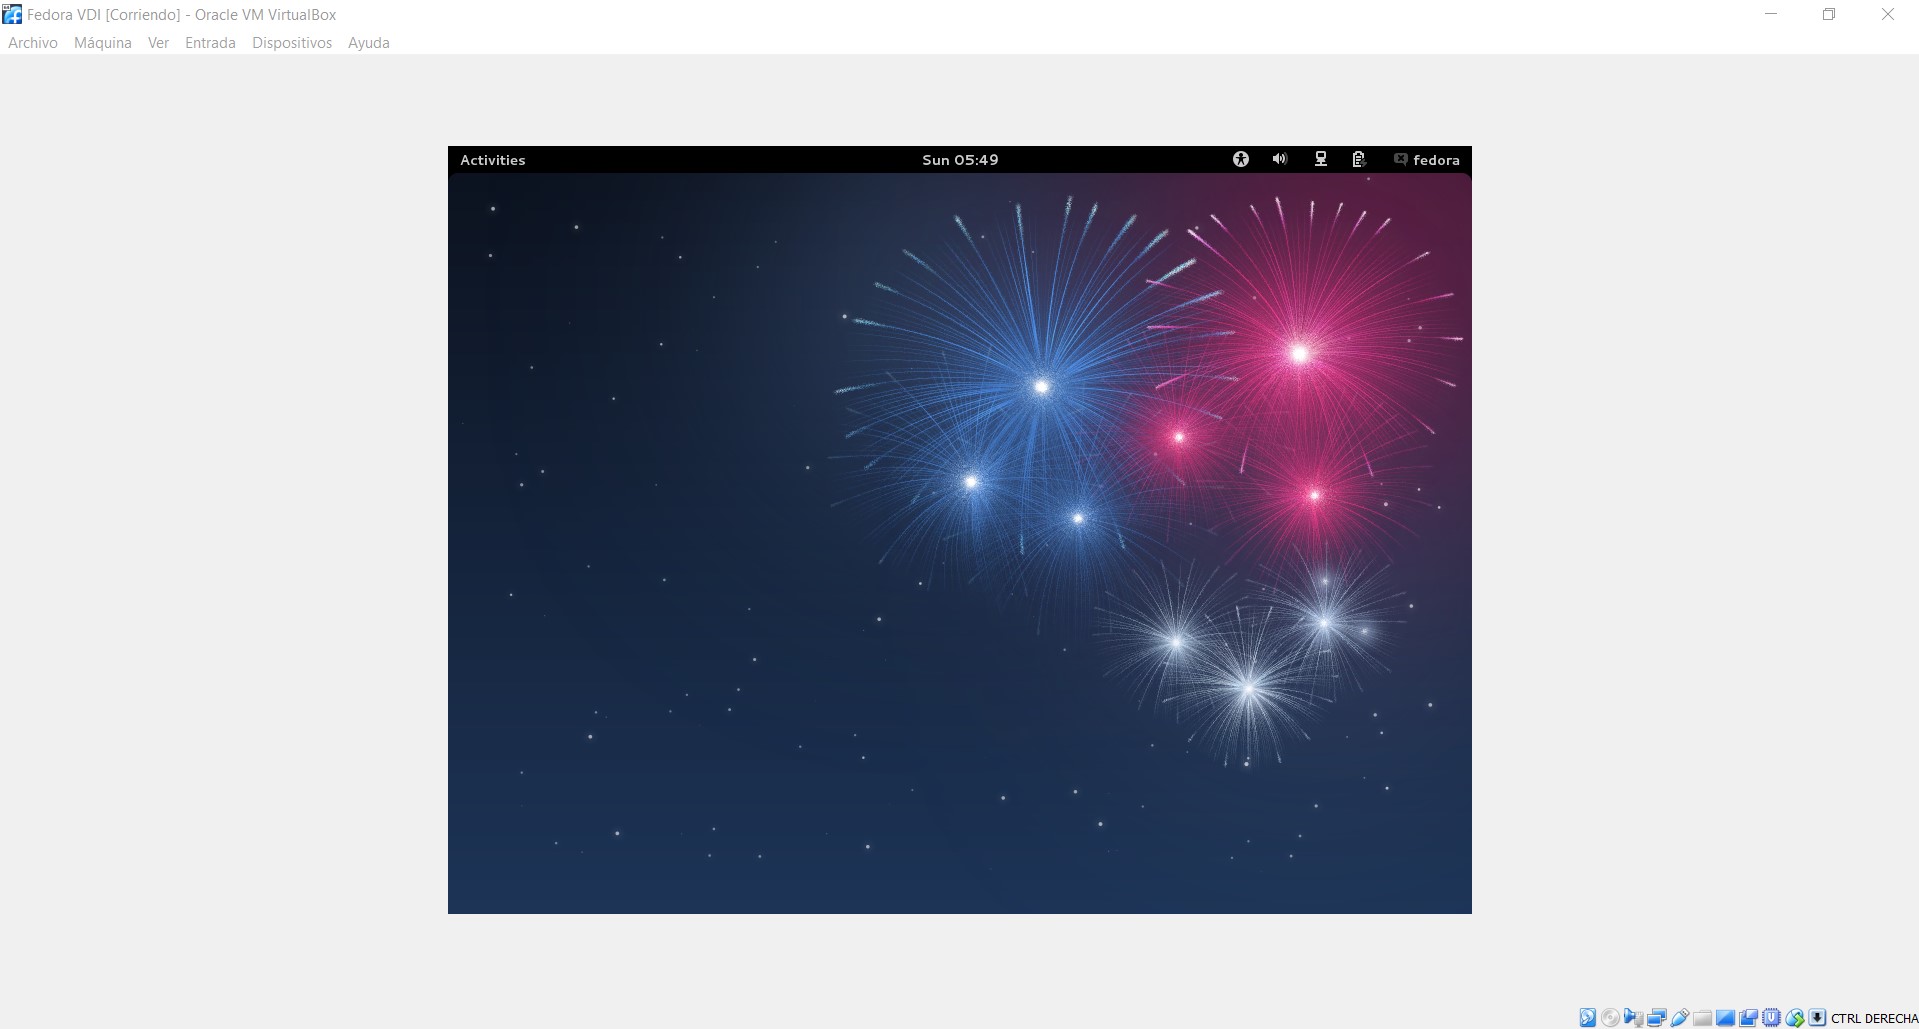 Fedora VDI [Corriendo] - Oracle VM VirtualBox
Archivo Máquina Ver Entrada Dispositivos Ayuda
Activities Sun 05:49 fedora
CTRL DERECHA